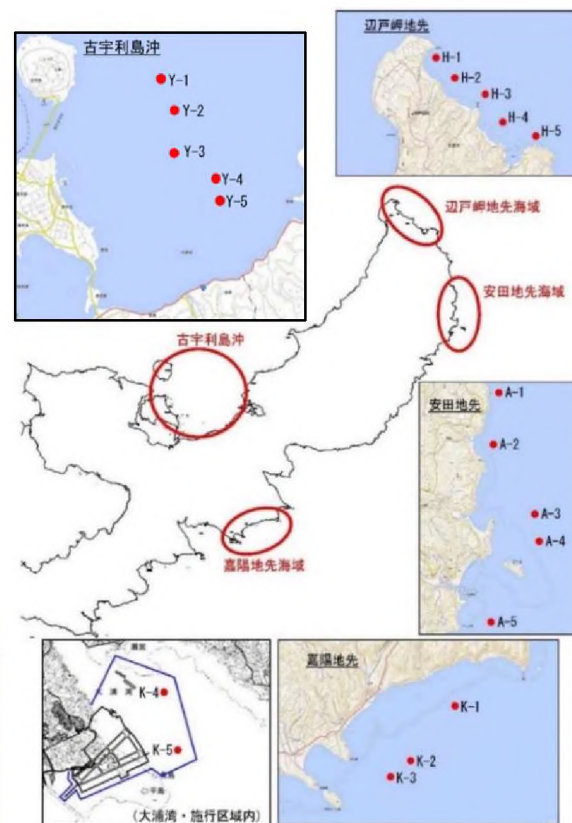 古宇利島沖
Y-1
Y-2
Y-3
Y-4
Y-5
辺戸岬地先
H-1
H-2
H-3
H-4
H-5
辺戸岬地先海域
安田地先海域
古宇利島沖
嘉陽地先海域
安田地先
A-1
A-2
A-3
A-4
A-5
K-4
K-5
平島
(大浦湾・施行区域内)
嘉陽地先
K-1
K-2
K-3